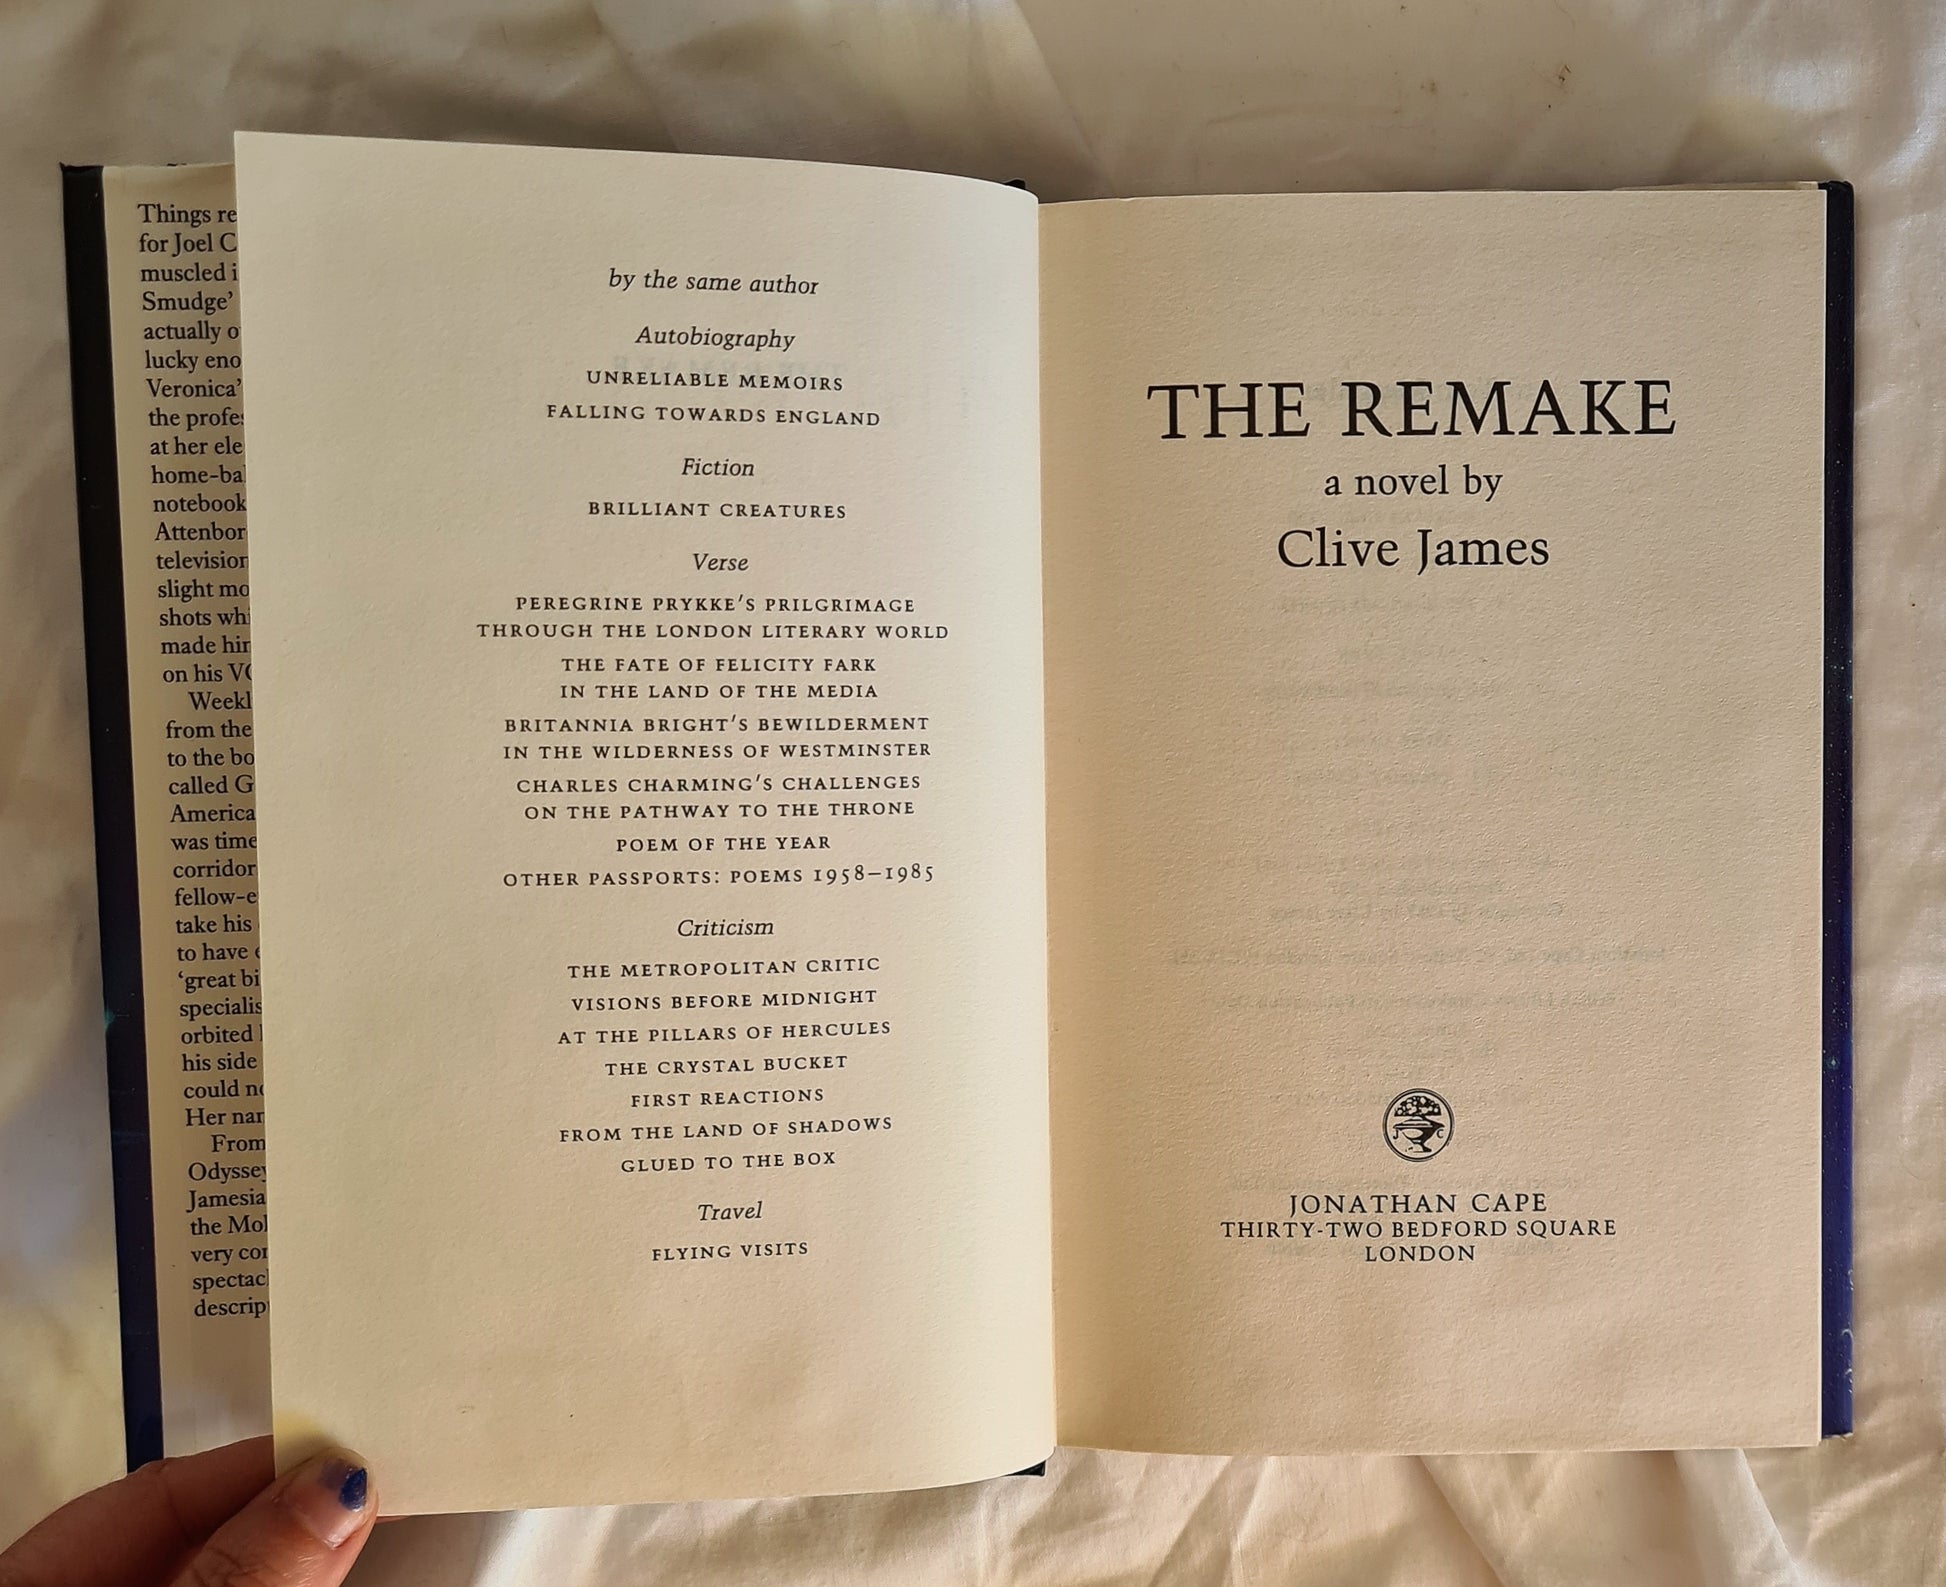 Things re
for Joel C
muscled i
Smudge’
actually o
lucky eno
Veronica’
the profes
at her ele
home-ba
notebook
Attenbor
television
slight mo
shots whi
made him
on his VC
Weekl
from the
to the bo
called G
America
was time
corridor
fellow-e
take his
to have
‘great bi
specialis
orbited
his side
could no
Her nam
From
Odyssey
Jamesia
the Mol
very con
spectac
descrip
by the same author
Autobiography
UNRELIABLE MEMOIRS
FALLING TOWARDS ENGLAND
Fiction
BRILLIANT CREATURES
Verse
PEREGRINE PRYKKE'S PRILGRIMAGE
THROUGH THE LONDON LITERARY WORLD
THE FATE OF FELICITY FARK
IN THE LAND OF THE MEDIA
BRITANNIA BRIGHT'S BEWILDERMENT
IN THE WILDERNESS OF WESTMINSTER
CHARLES CHARMING'S CHALLENGES
ON THE PATHWAY TO THE THRONE
POEM OF THE YEAR
OTHER PASSPORTS: POEMS 1958–1985
Criticism
THE METROPOLITAN CRITIC
VISIONS BEFORE MIDNIGHT
AT THE PILLARS OF HERCULES
THE CRYSTAL BUCKET
FIRST REACTIONS
FROM THE LAND OF SHADOWS
GLUED TO THE BOX
Travel
FLYING VISITS
THE REMAKE
a novel by
Clive James
J C
JONATHAN CAPE
THIRTY-TWO BEDFORD SQUARE
LONDON